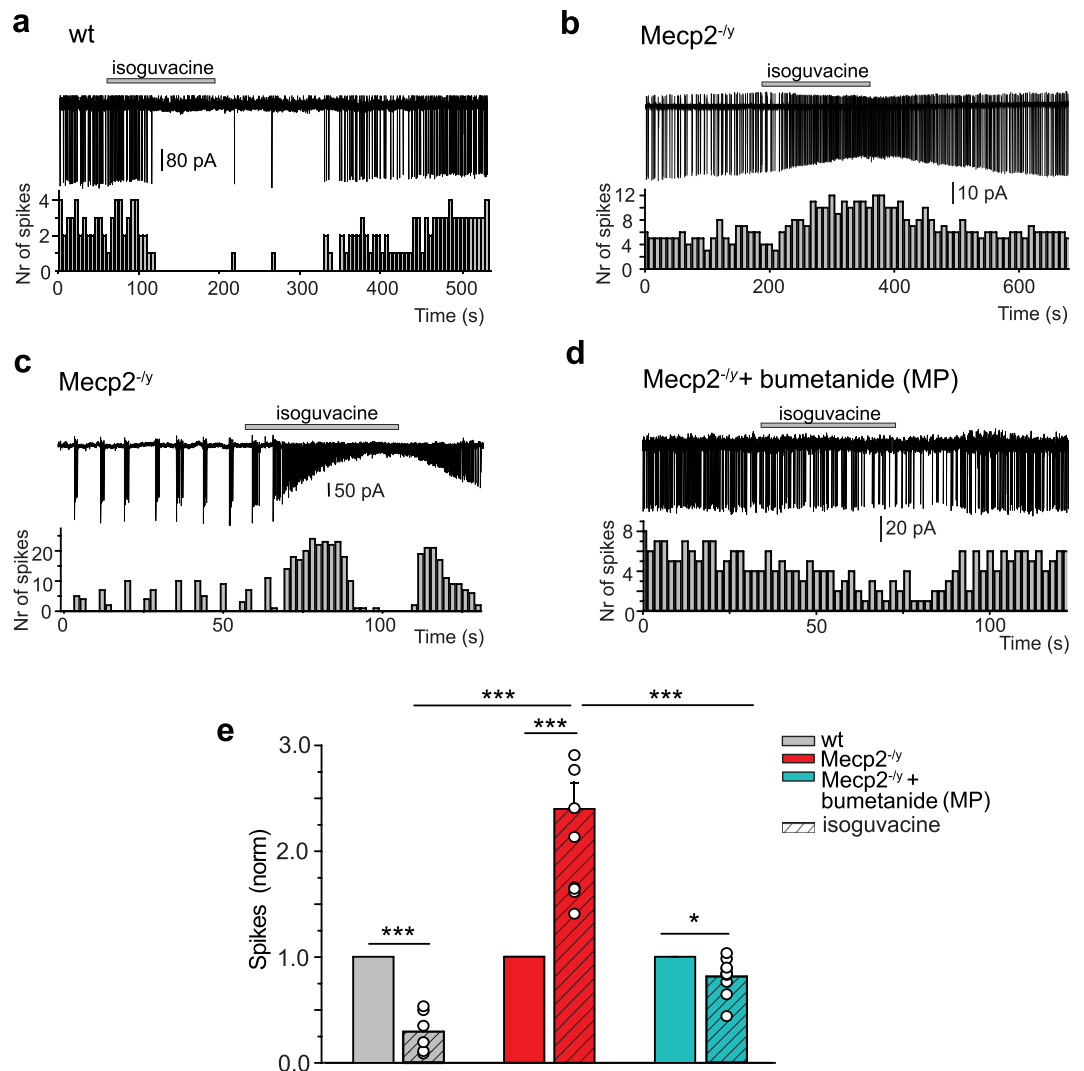 a
wt
isoguvacine
80 pA
Nr of spikes
4
2
0
0 100 200 300 400 500
Time (s)
b
Mecp2-/y
isoguvacine
10 pA
Nr of spikes
12
8
4
0
0 200 400 600
Time (s)
c
Mecp2-/y
isoguvacine
50 pA
Nr of spikes
20
10
0
0 50 100
Time (s)
d
Mecp2-/y+ bumetanide (MP)
isoguvacine
20 pA
Nr of spikes
8
4
0
0 50 100
Time (s)
e
*** ***
***
*** *
Spikes (norm)
3.0
2.0
1.0
0.0
wt
Mecp2-/y
Mecp2-/y +
bumetanide (MP)
isoguvacine